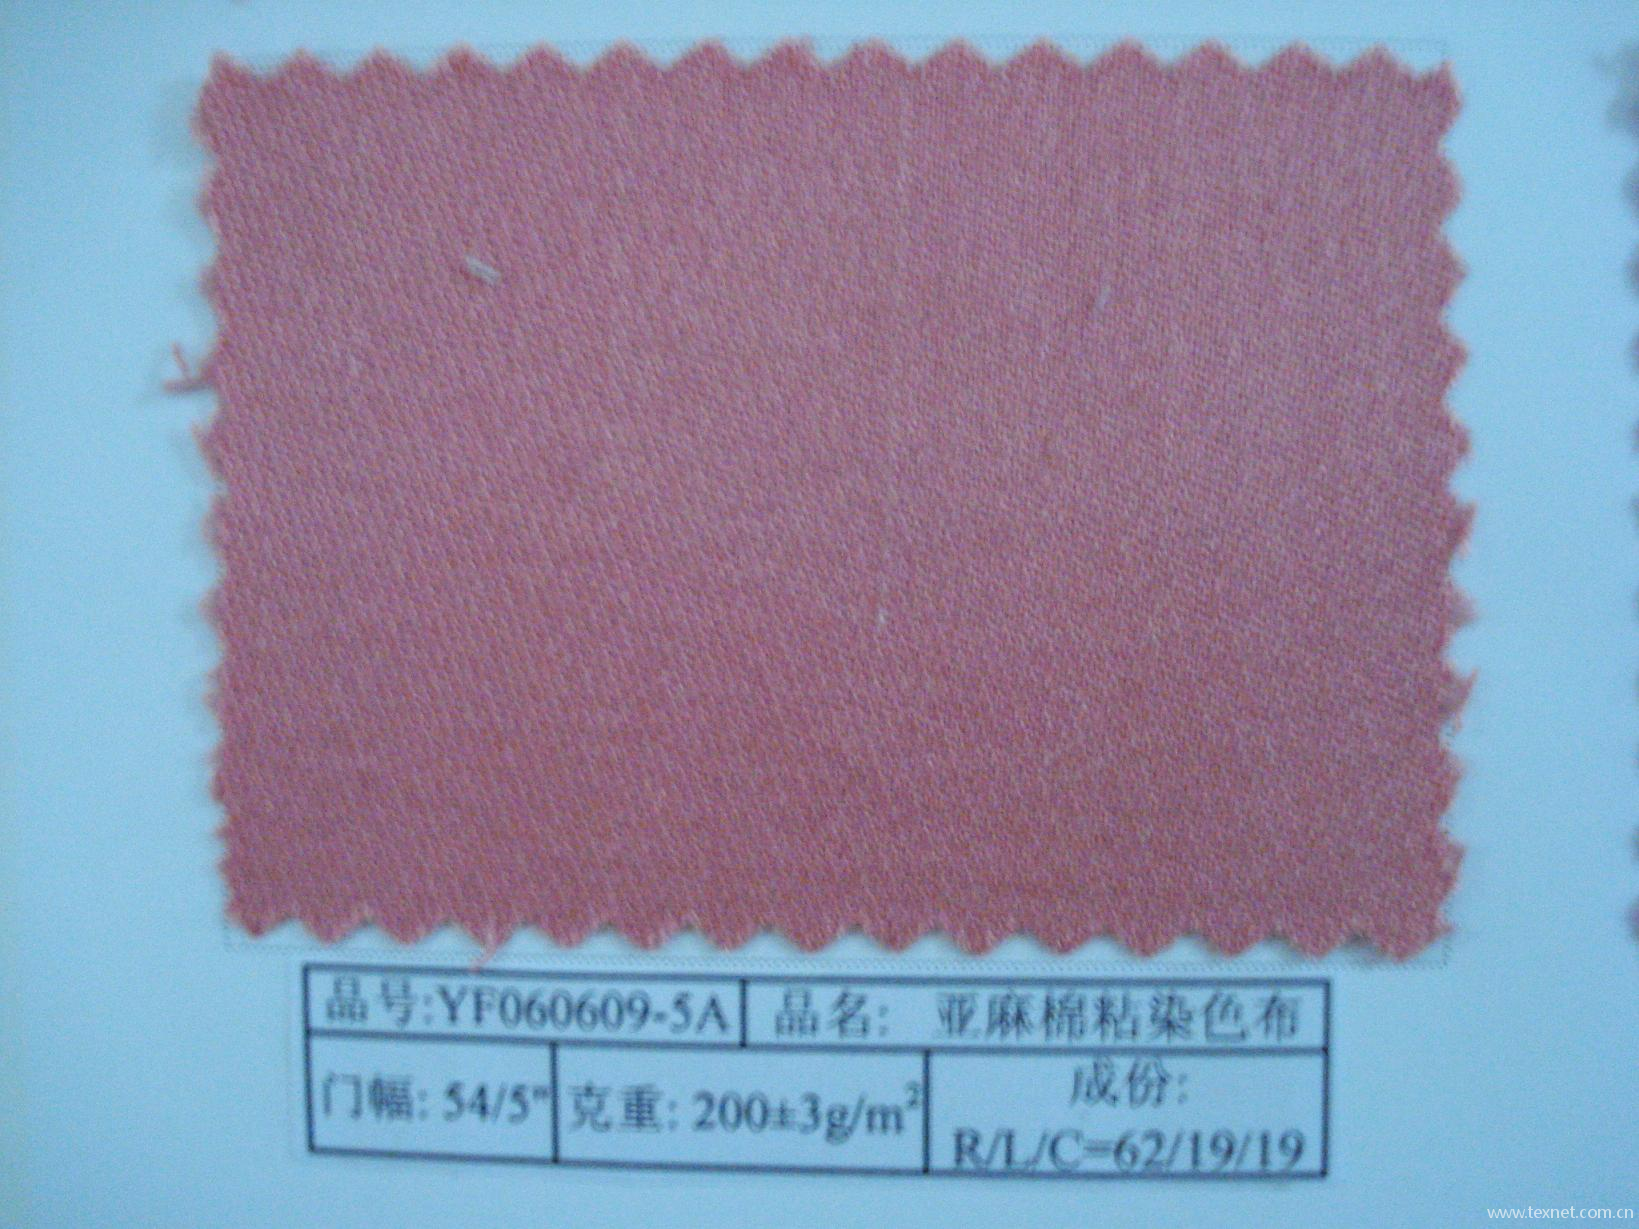 品号:YF060609-5A 品名: 亚麻棉粘染色布
门幅: 54/5" 克重: 200±3g/m² 成份:
R/L/C=62/19/19
www.texnet.com.cn